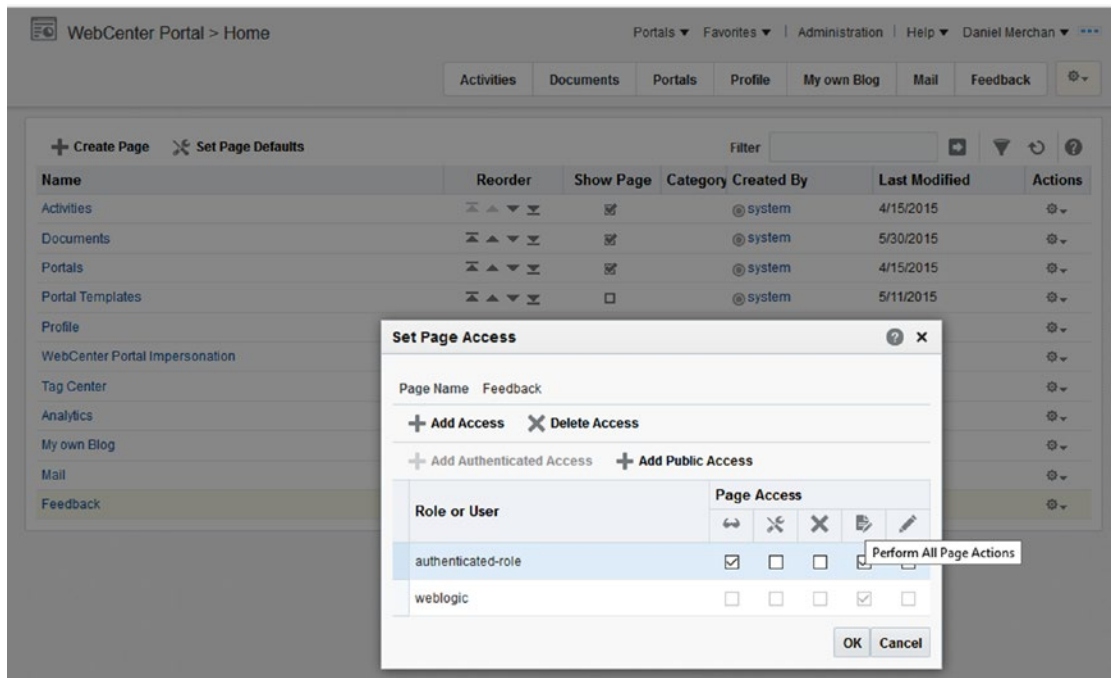 WebCenter Portal > Home
Portals Favorites | Administration | Help Daniel Merchan
Activities Documents Portals Profile My own Blog Mail Feedback
Create Page Set Page Defaults Filter
Name Reorder Show Page Category Created By Last Modified Actions
Activities system 4/15/2015
Documents system 5/30/2015
Portals system 4/15/2015
Portal Templates system 5/11/2015
Profile
WebCenter Portal Impersonation
Tag Center
Analytics
My own Blog
Mail
Feedback
Set Page Access
Page Name Feedback
Add Access Delete Access
Add Authenticated Access Add Public Access
Role or User Page Access
Perform All Page Actions
authenticated-role
weblogic
OK Cancel